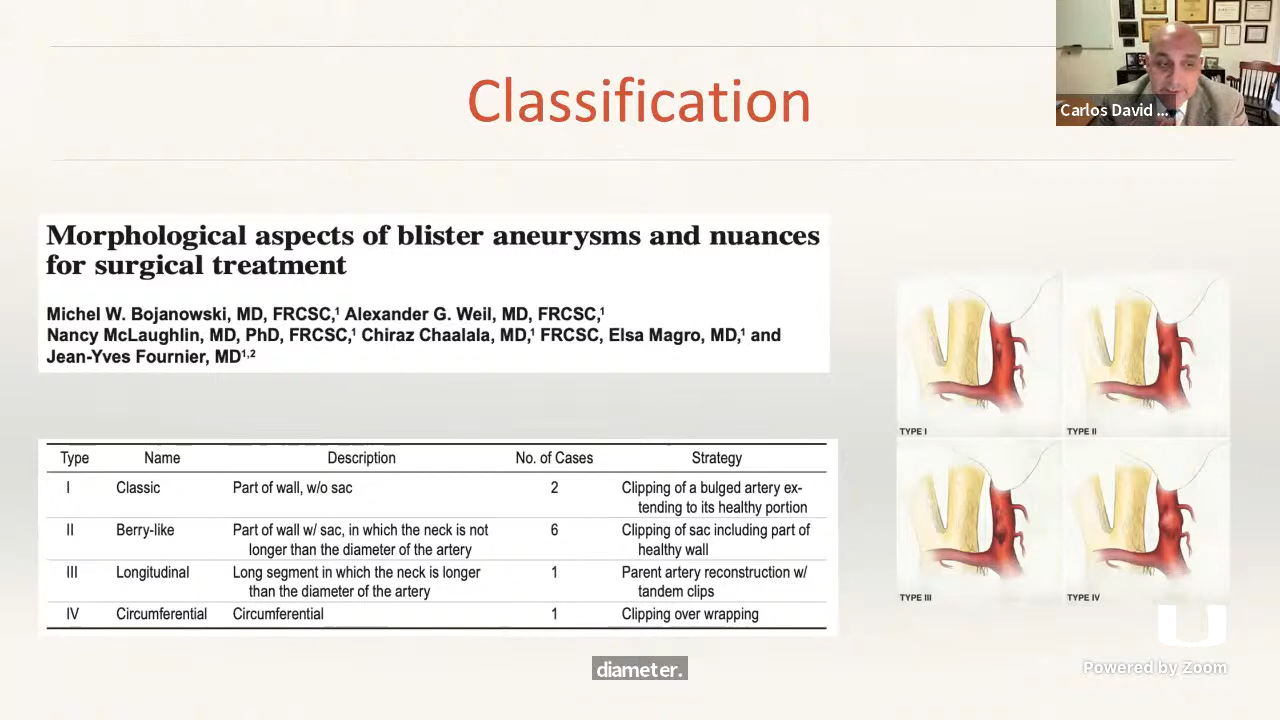 Classification
Carlos David ...
Morphological aspects of blister aneurysms and nuances
for surgical treatment
Michel W. Bojanowski, MD, FRCSC,¹ Alexander G. Weil, MD, FRCSC,¹
Nancy McLaughlin, MD, PhD, FRCSC,¹ Chiraz Chaalala, MD,¹ FRCSC, Elsa Magro, MD,¹ and
Jean-Yves Fournier, MD¹,²
Type Name Description No. of Cases Strategy
I Classic Part of wall, w/o sac 2 Clipping of a bulged artery ex-
tending to its healthy portion
II Berry-like Part of wall w/ sac, in which the neck is not 6 Clipping of sac including part of
longer than the diameter of the artery healthy wall
III Longitudinal Long segment in which the neck is longer 1 Parent artery reconstruction w/
than the diameter of the artery tandem clips
IV Circumferential Circumferential 1 Clipping over wrapping
TYPE I
TYPE II
TYPE III
TYPE IV
U
Powered by Zoom
diameter.